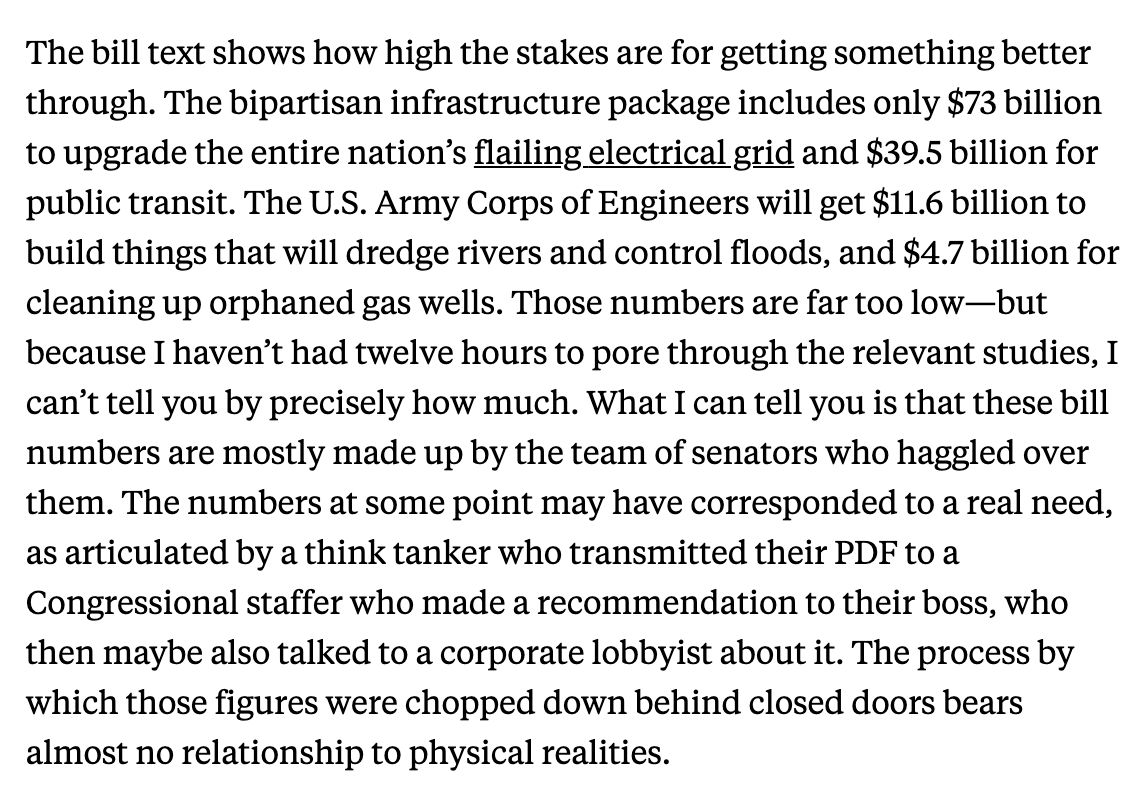 The bill text shows how high the stakes are for getting something better
through. The bipartisan infrastructure package includes only $73 billion
to upgrade the entire nation’s flailing electrical grid and $39.5 billion for
public transit. The U.S. Army Corps of Engineers will get $11.6 billion to
build things that will dredge rivers and control floods, and $4.7 billion for
cleaning up orphaned gas wells. Those numbers are far too low—but
because I haven’t had twelve hours to pore through the relevant studies, I
can’t tell you by precisely how much. What I can tell you is that these bill
numbers are mostly made up by the team of senators who haggled over
them. The numbers at some point may have corresponded to a real need,
as articulated by a think tanker who transmitted their PDF to a
Congressional staffer who made a recommendation to their boss, who
then maybe also talked to a corporate lobbyist about it. The process by
which those figures were chopped down behind closed doors bears
almost no relationship to physical realities.